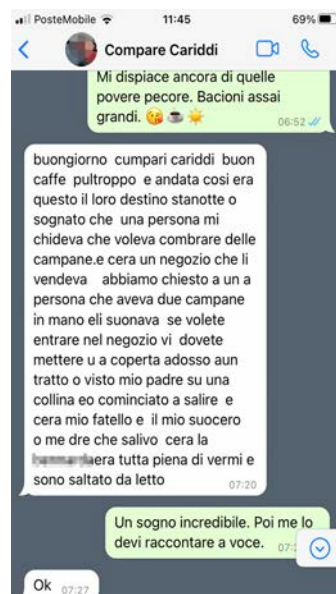 PosteMobile 11:45 69%
Compare Cariddi
Mi dispiace ancora di quelle
povere pecore. Bacioni assai
grandi. 😘 ☕ ☀️
06:52
buongiorno cumpari cariddi buon
caffe pultroppo e andata cosi era
questo il loro destino stanotte o
sognato che una persona mi
chideva che voleva combrare delle
campane.e cera un negozio che li
vendeva abbiamo chiesto a un a
persona che aveva due campane
in mano eli suonava se volete
entrare nel negozio vi dovete
mettere u a coperta adosso aun
tratto o visto mio padre su una
collina eo cominciato a salire e
cera mio fatello e il mio suocero
o me dre che salivo cera la
era tutta piena di vermi e
sono saltato da letto
07:20
Un sogno incredibile. Poi me lo
devi raccontare a voce.
Ok 07:27